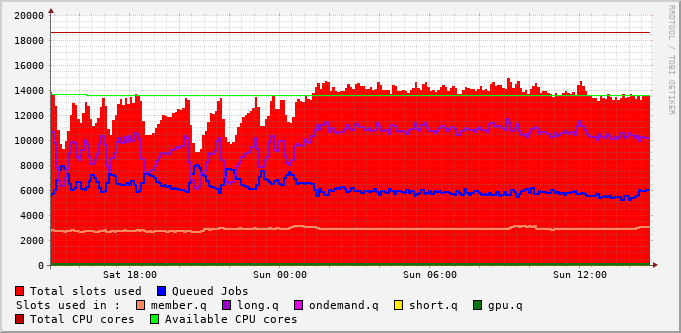 20000
18000
16000
14000
12000
10000
8000
6000
4000
2000
0
Sat 18:00 Sun 00:00 Sun 06:00 Sun 12:00
Total slots used Queued Jobs
Slots used in : member.q long.q ondemand.q short.q gpu.q
Total CPU cores Available CPU cores
RRDTOOL / TOBI OETIKER